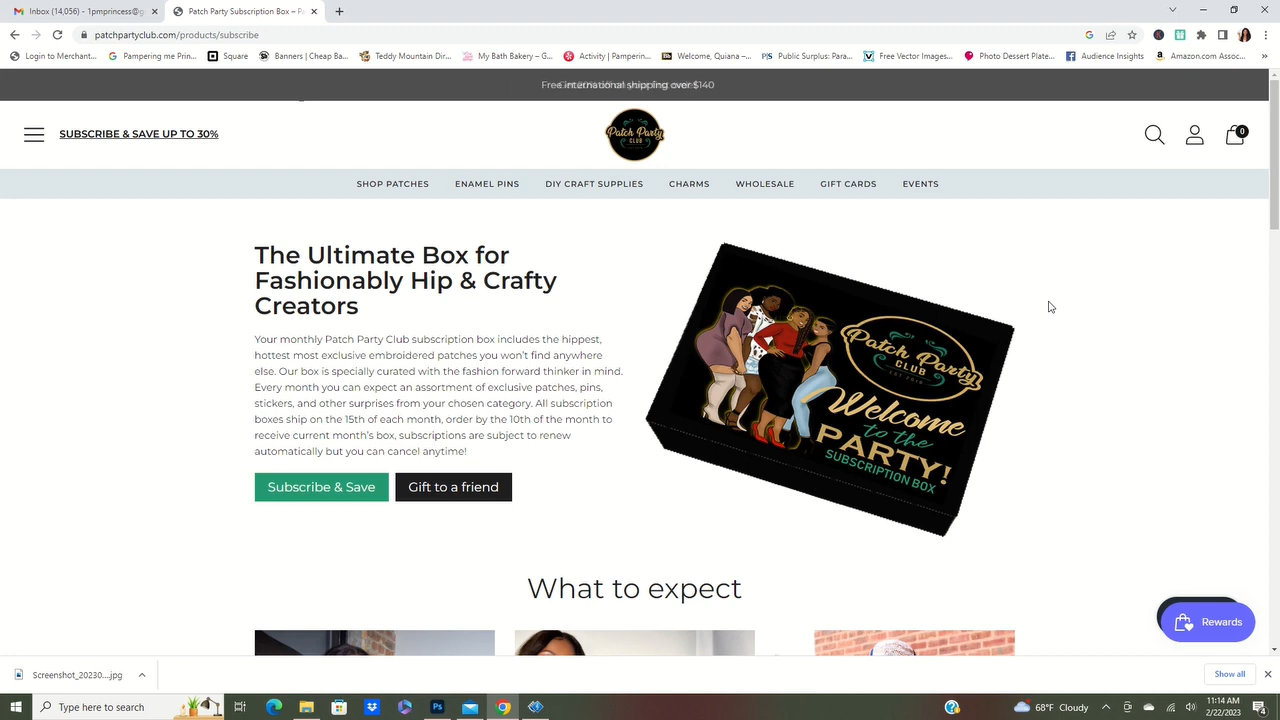 Inbox (14,056) - 1pmprincess@g
Patch Party Subscription Box – P
patchpartyclub.com/products/subscribe
Login to Merchant...
Pampering me Prin...
Square
Banners | Cheap Ba...
Teddy Mountain Dir...
My Bath Bakery – G...
Activity | Pamperin...
Welcome, Quiana –...
Public Surplus: Para...
Free Vector Images...
Photo Dessert Plate...
Audience Insights
Amazon.com Assoc...
Free international shipping over $140
SUBSCRIBE & SAVE UP TO 30%
Patch Party
CLUB
0
SHOP PATCHES
ENAMEL PINS
DIY CRAFT SUPPLIES
CHARMS
WHOLESALE
GIFT CARDS
EVENTS
The Ultimate Box for
Fashionably Hip & Crafty
Creators
Your monthly Patch Party Club subscription box includes the hippest,
hottest most exclusive embroidered patches you won't find anywhere
else. Our box is specially curated with the fashion forward thinker in mind.
Every month you can expect an assortment of exclusive patches, pins,
stickers, and other surprises from your chosen category. All subscription
boxes ship on the 15th of each month, order by the 10th of the month to
receive current month's box, subscriptions are subject to renew
automatically but you can cancel anytime!
Subscribe & Save
Gift to a friend
Patch Party
CLUB
Welcome
to the
PARTY!
SUBSCRIPTION BOX
What to expect
Rewards
Screenshot_20230....jpg
Show all
Type here to search
68°F Cloudy
11:14 AM
2/22/2023
4